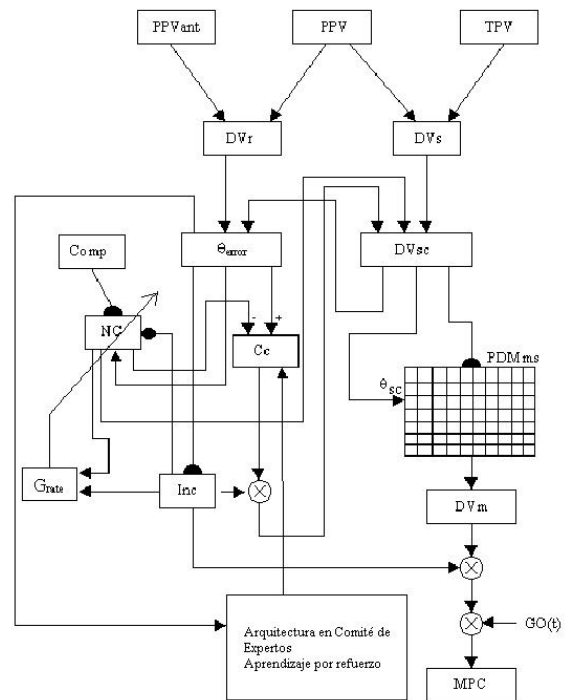 PPVant
PPV
TPV
DVr
DVs
Comp
θerror
DVsc
NC
- +
Cc
PDMms
θsc
Grate
Inc
DVm
GO(t)
Arquitectura en Comité de
Expertos
Aprendizaje por refuerzo
MPC